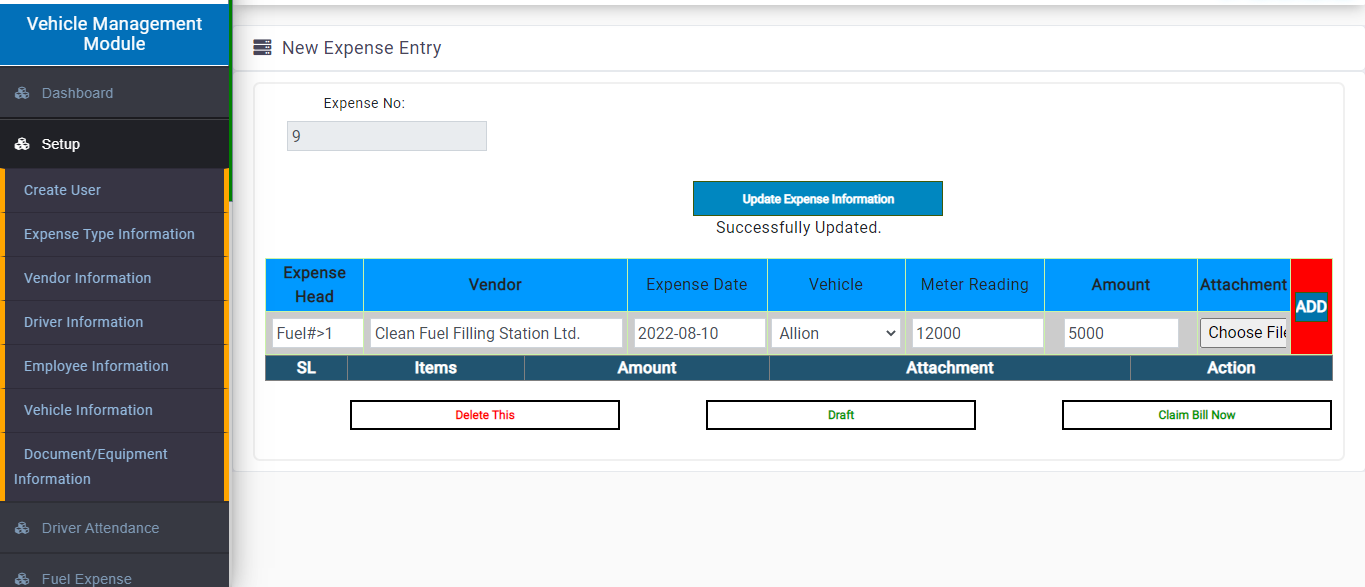 Vehicle Management
Module
Dashboard
Setup
Create User
Expense Type Information
Vendor Information
Driver Information
Employee Information
Vehicle Information
Document/Equipment
Information
Driver Attendance
Fuel Expense
New Expense Entry
Expense No:
9
Update Expense Information
Successfully Updated.
Expense Head Vendor Expense Date Vehicle Meter Reading Amount Attachment ADD
Fuel#>1 Clean Fuel Filling Station Ltd. 2022-08-10 Allion 12000 5000 Choose File
SL Items Amount Attachment Action
Delete This Draft Claim Bill Now